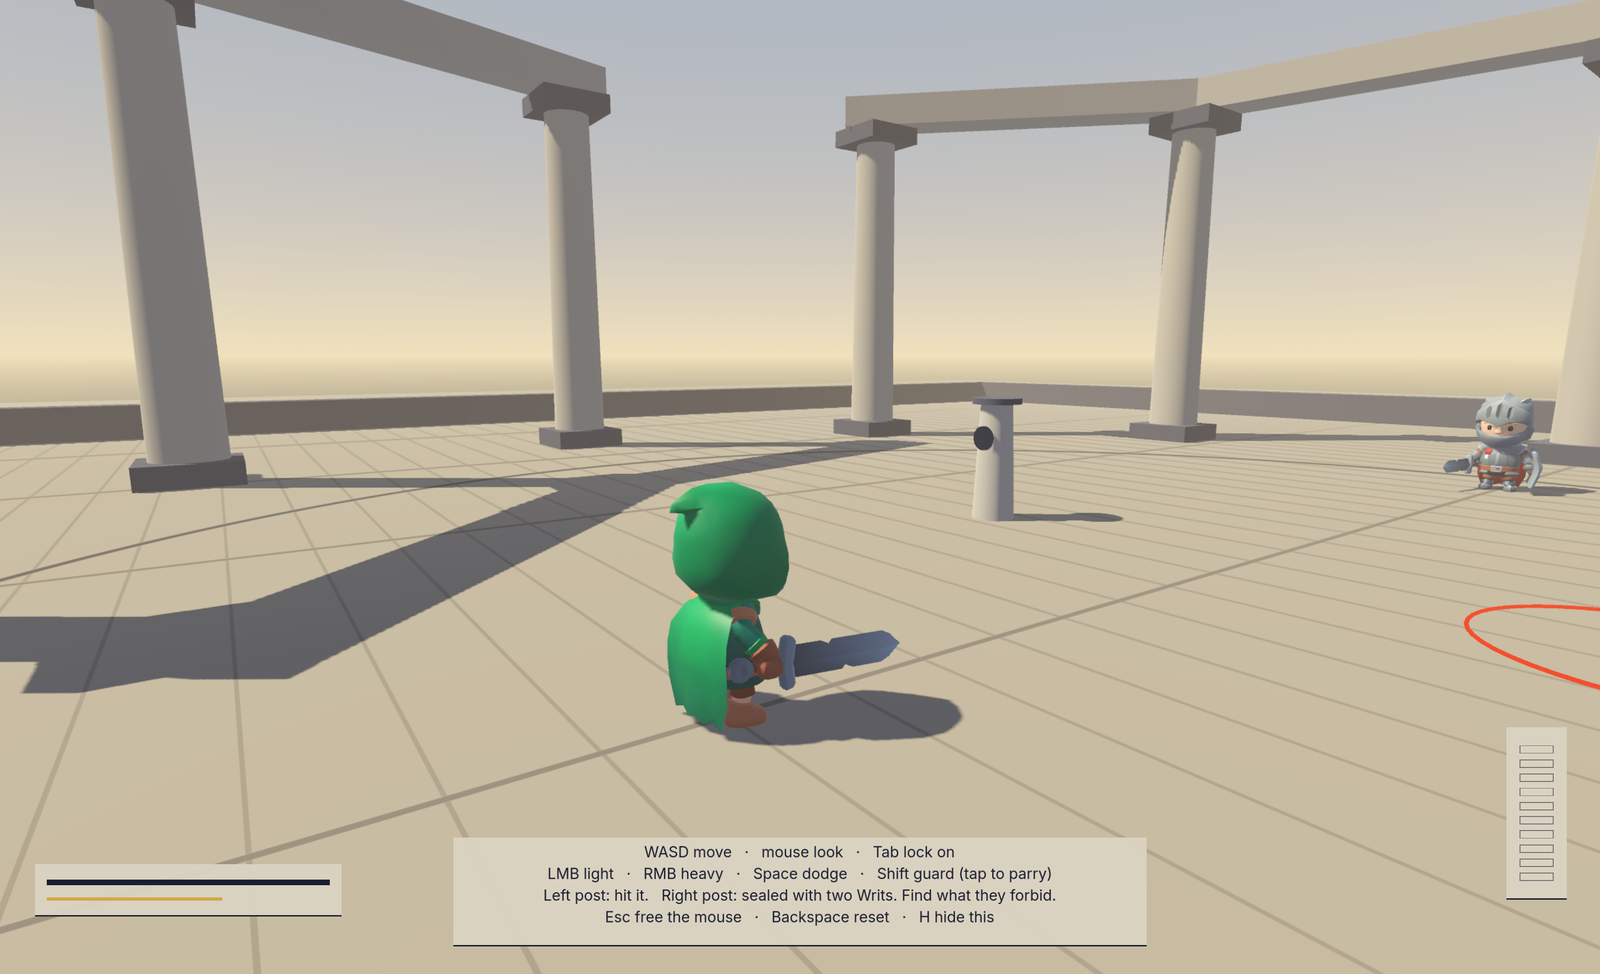 WASD move · mouse look · Tab lock on
LMB light · RMB heavy · Space dodge · Shift guard (tap to parry)
Left post: hit it. Right post: sealed with two Writs. Find what they forbid.
Esc free the mouse · Backspace reset · H hide this